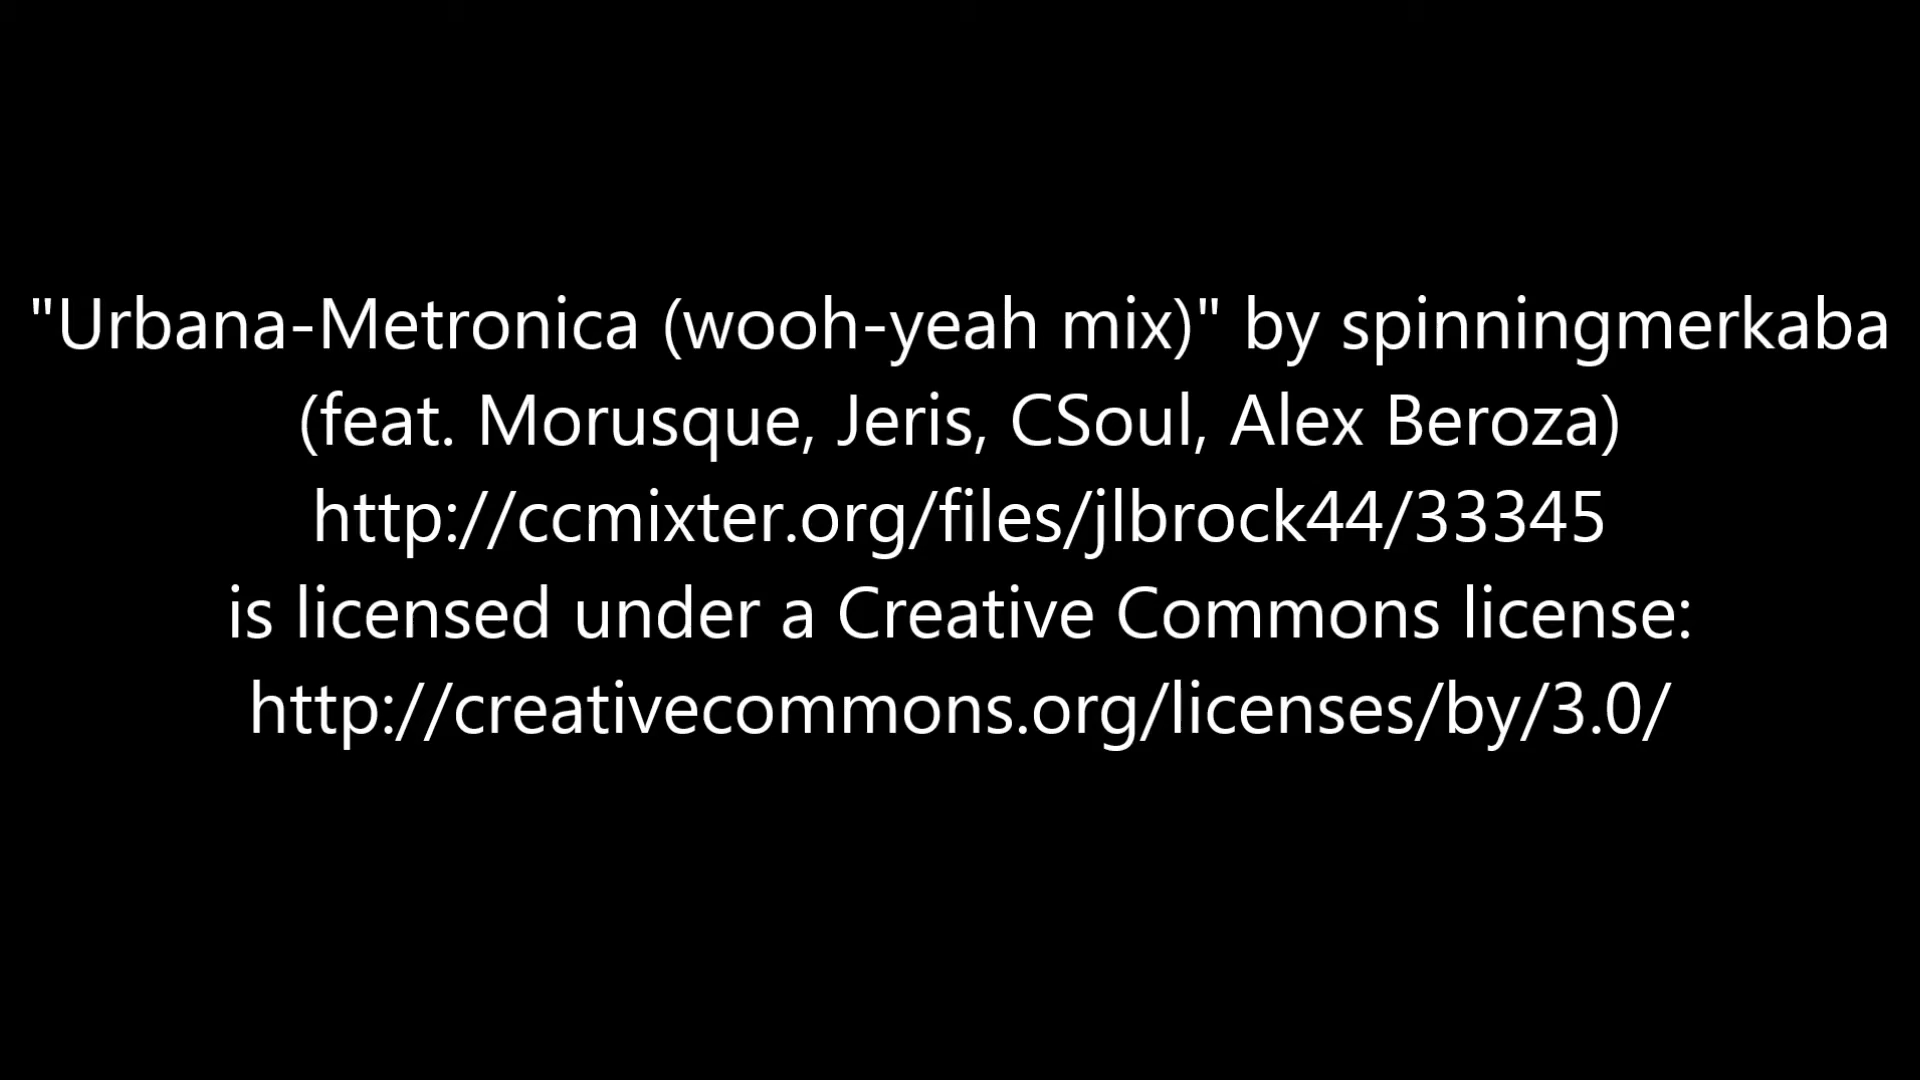 "Urbana-Metronica (wooh-yeah mix)" by spinningmerkaba
(feat. Morusque, Jeris, CSoul, Alex Beroza)
http://ccmixter.org/files/jlbrock44/33345
is licensed under a Creative Commons license:
http://creativecommons.org/licenses/by/3.0/